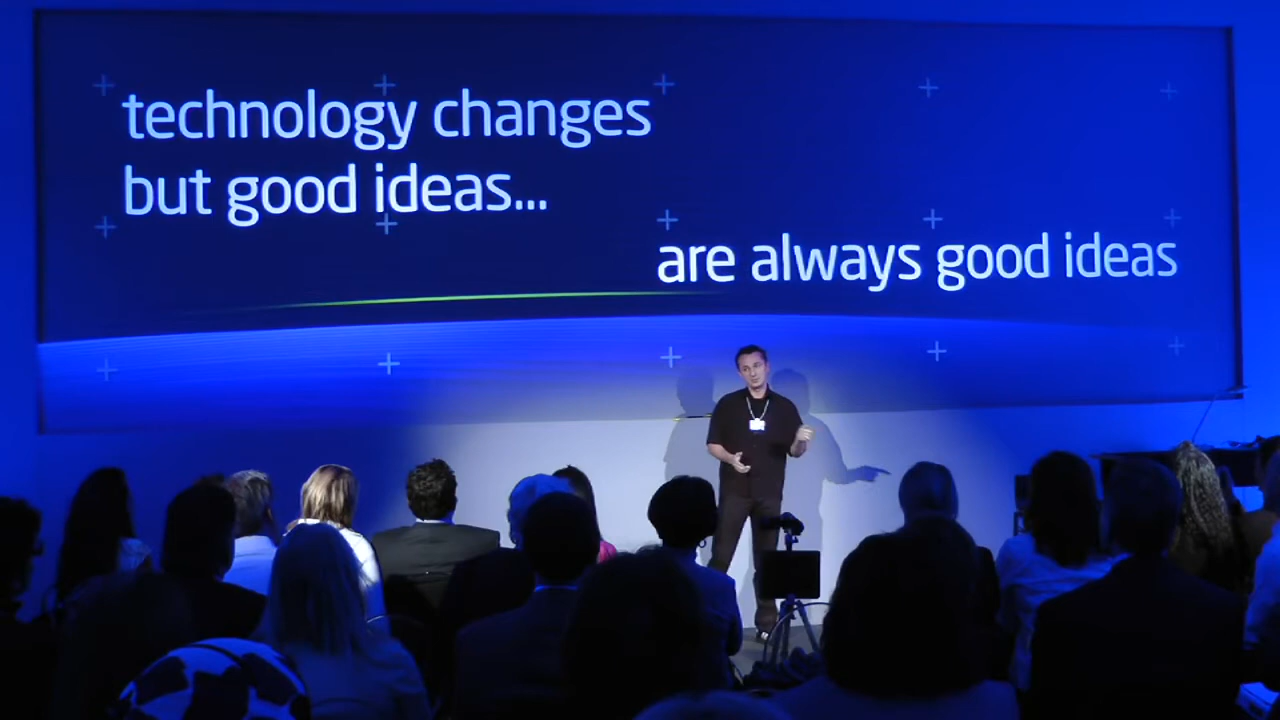 technology changes
but good ideas...
are always good ideas